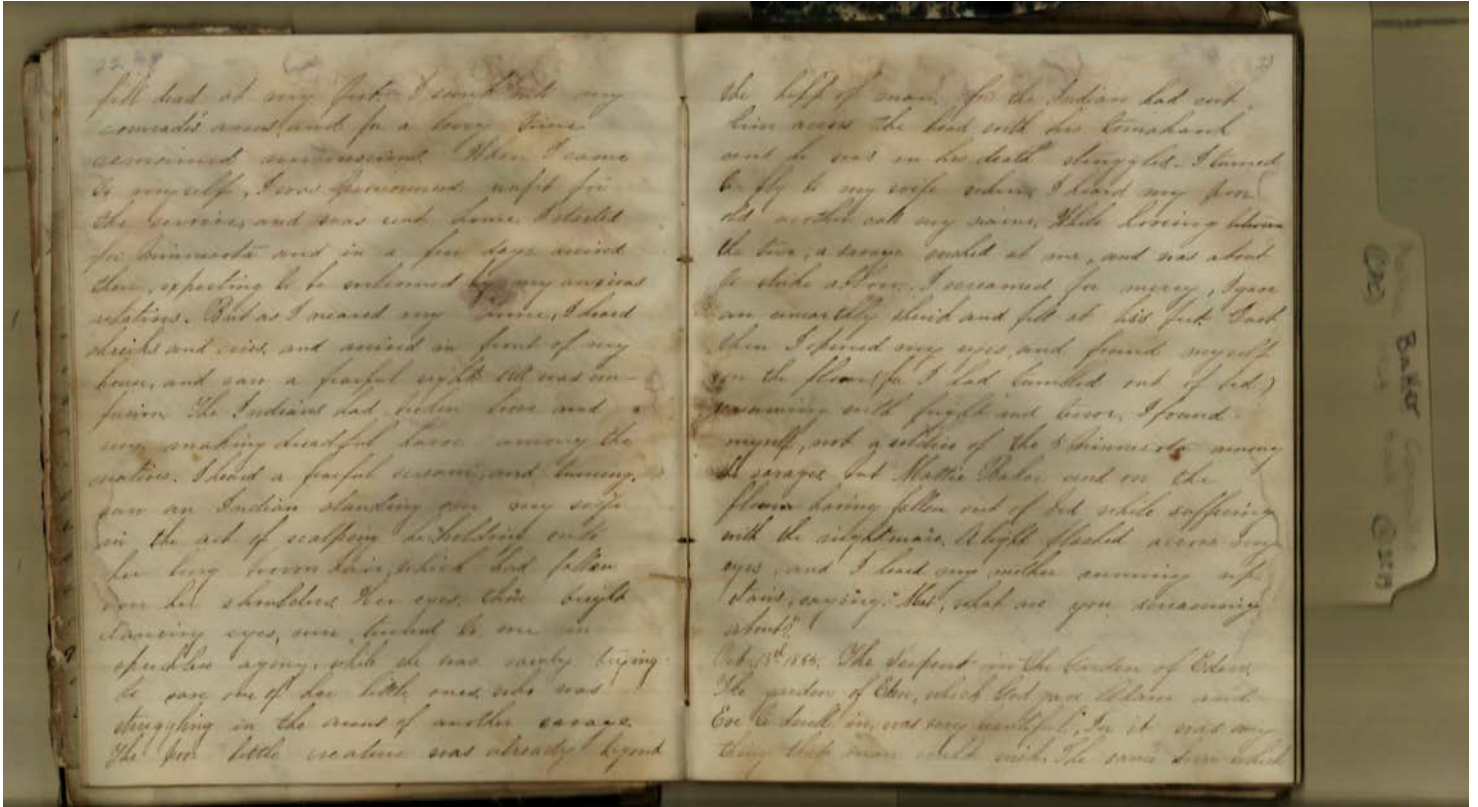 22
fell dead at my feet. I sank into my
comrade's arms, and for a long time
remained unconscious. When I came
to myself, I was pronounced unfit for
the service, and was sent home. I started
for Minnesota and in a few days arrived
there, expecting to be welcomed by my anxious
relatives. But as I neared my home, I heard
shrieks and cries, and arrived in front of my
house, and saw a fearful sight. All was con-
fusion. The Indians had broken loose and
were making dreadful havoc among the
natives. I heard a fearful scream, and turning,
saw an Indian standing over my wife
in the act of scalping her, holding onto
her long brown hair, which had fallen
over her shoulders. Her eyes, those bright
dancing eyes, were turned to me in
speechless agony, while she was vainly trying
to save one of her little ones, who was
struggling in the arms of another savage.
The poor little creature was already beyond
23
the help of man, for the Indian had cut
him across the head with his tomahawk
and he was in his death struggles. I turned
to fly to my wife when I heard my poor
old mother call my name. While hovering between
the two, a savage rushed at me, and was about
to strike a blow. I screamed for mercy, I gave
an unearthly shriek and fell at his feet. Just
then I opened my eyes, and found myself
on the floor (for I had tumbled out of bed)
screaming with fright and terror. I found
myself, not a soldier of the Minnesota among
the savages but Mattie Baker and on the
floor having fallen out of bed while suffering
with the nightmare. A light flashed across my
eyes, and I heard my mother running up
stairs, saying, " what are you screaming
about?"
Oct. 13th 1866. The Serpent in the Garden of Eden.
The garden of Eden, which God gave Adam and
Eve to dwell in, was very beautiful. In it was any
thing that man could wish. The same which
Baker